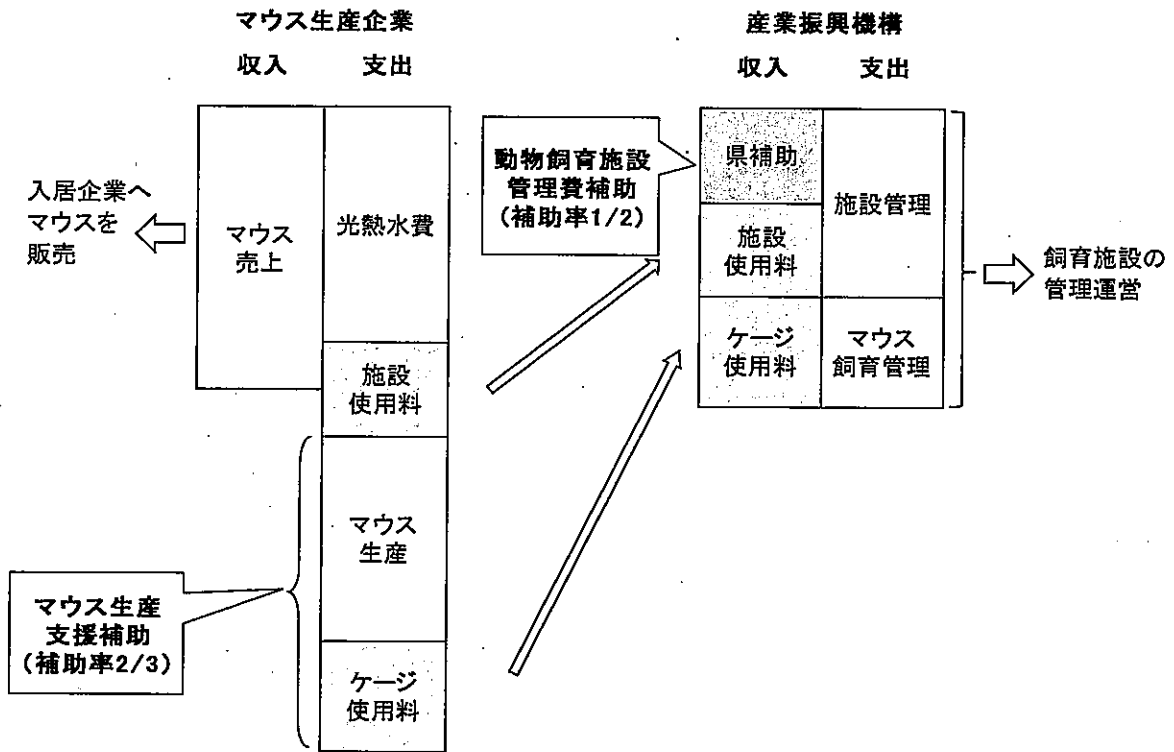 マウス生産企業
収入
支出
入居企業へ
マウスを
販売
マウス
売上
光熱水費
施設
使用料
マウス
生産
ケージ
使用料
マウス生産
支援補助
(補助率2/3)
産業振興機構
収入
支出
動物飼育施設
管理費補助
(補助率1/2)
県補助
施設
使用料
ケージ
使用料
施設管理
マウス
飼育管理
飼育施設の
管理運営